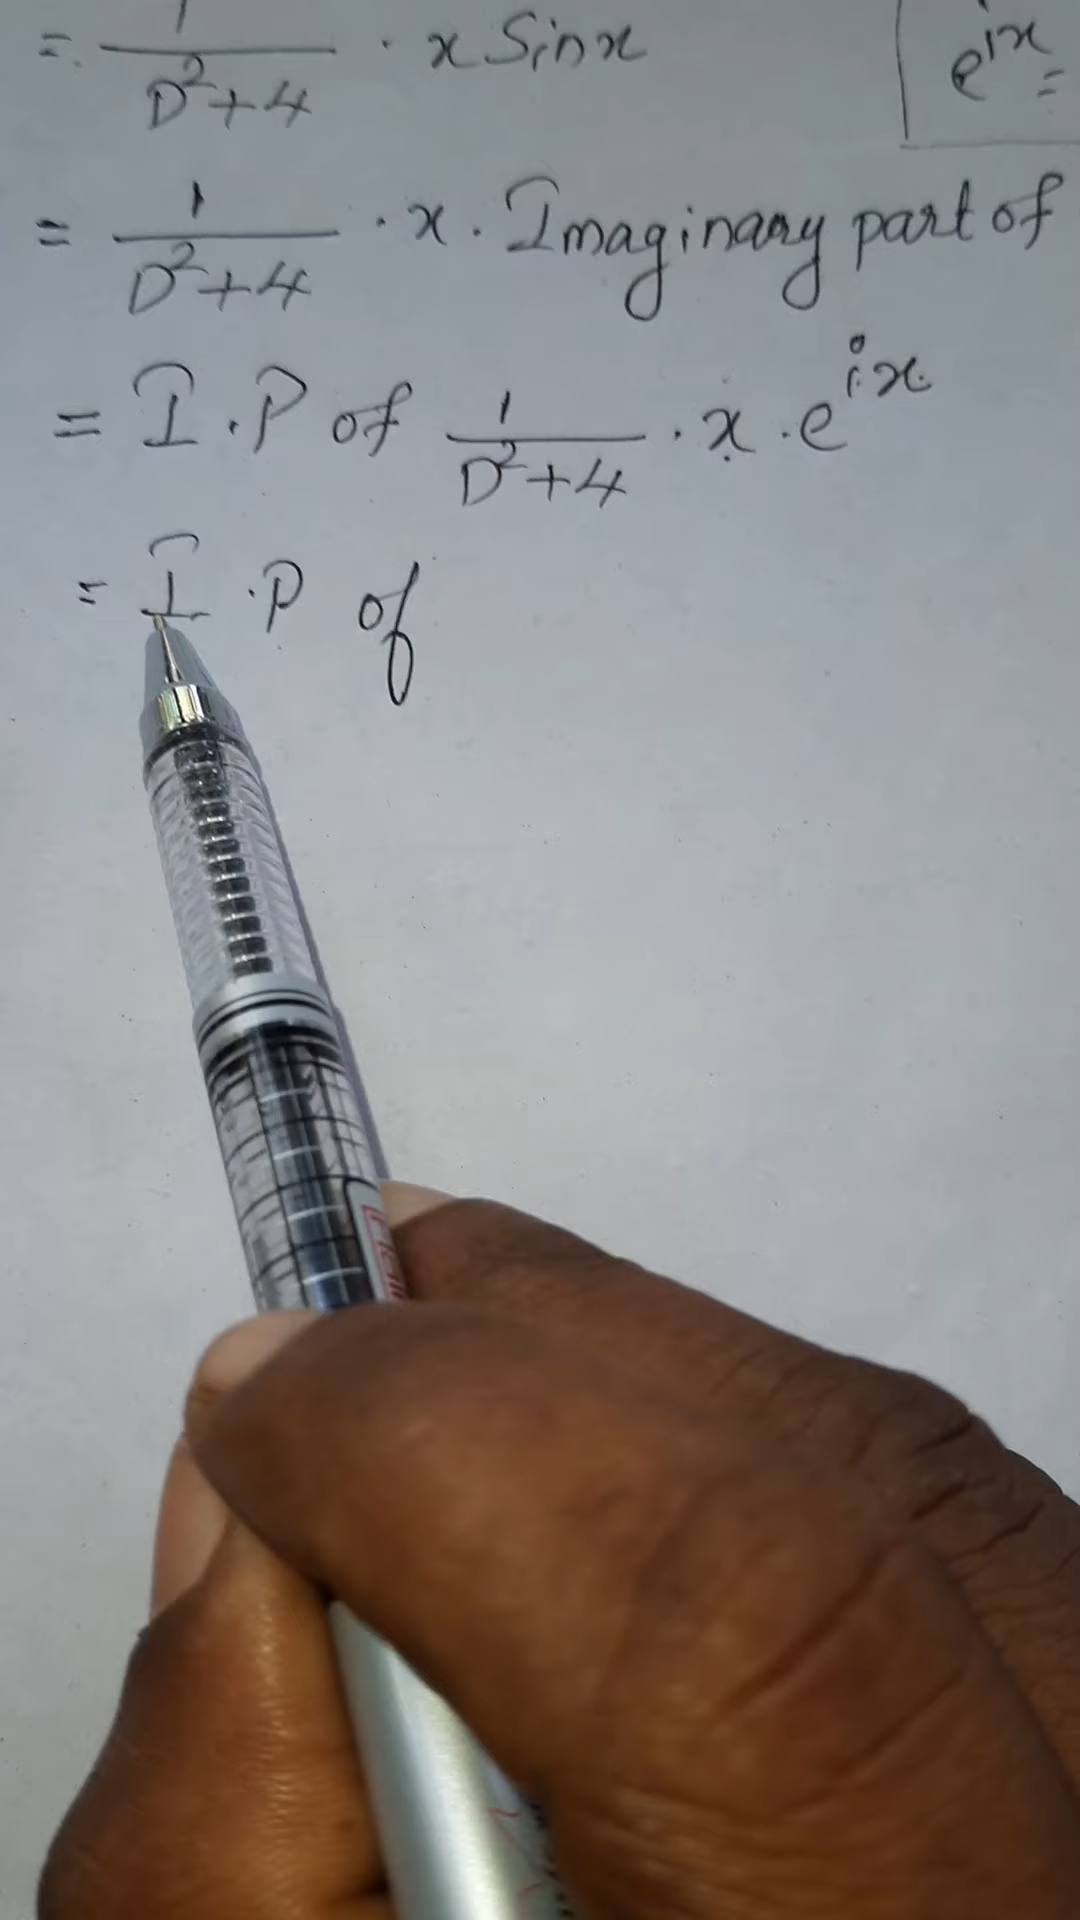 = 1/(D²+4) · x Sin x
e^{ix} =
= 1/(D²+4) · x · Imaginary part of
= I.P of 1/(D²+4) · x · e^{ix}
= I.P of